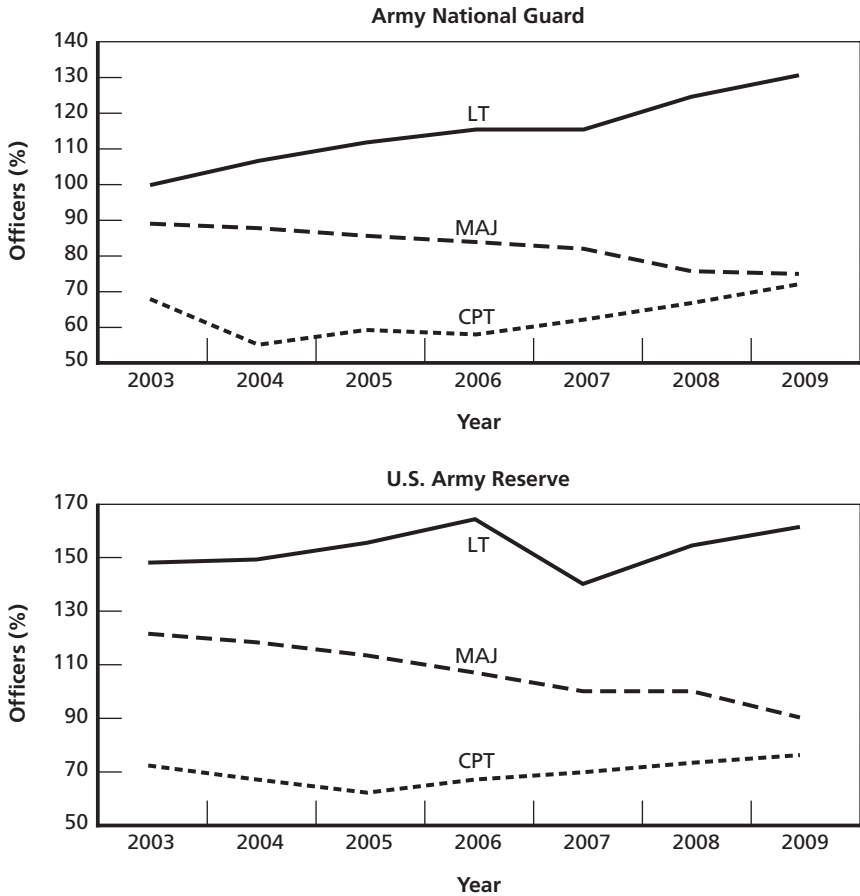 Army National Guard
140
130
120
110
100
90
80
70
60
50
Officers (%)
LT
MAJ
CPT
2003 2004 2005 2006 2007 2008 2009
Year
U.S. Army Reserve
170
150
130
110
90
70
50
Officers (%)
LT
MAJ
CPT
2003 2004 2005 2006 2007 2008 2009
Year